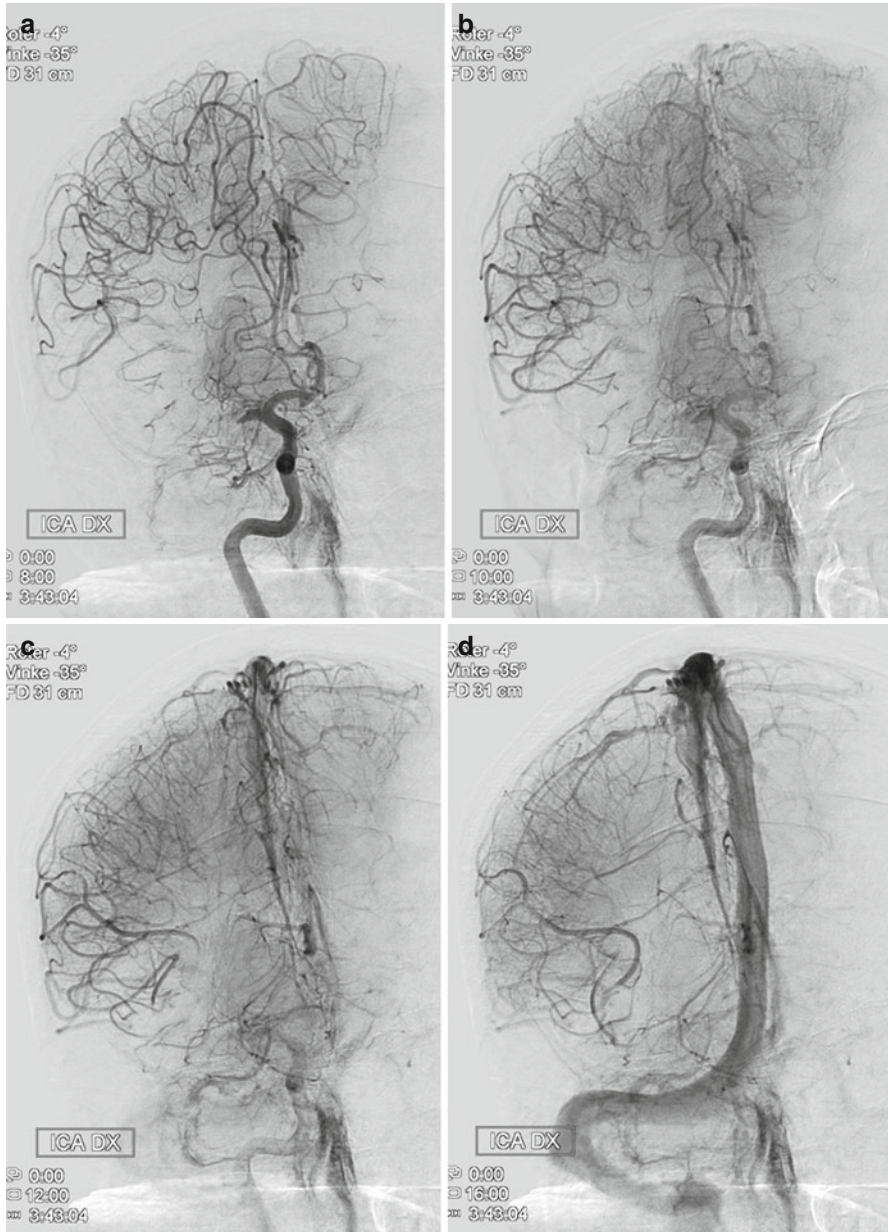 a
Roter -4°
Vinke -35°
FD 31 cm
ICA DX
0:00
8:00
3:43:04
b
Roter -4°
Vinke -35°
FD 31 cm
ICA DX
0:00
10:00
3:43:04
c
Roter -4°
Vinke -35°
FD 31 cm
ICA DX
0:00
12:00
3:43:04
d
Roter -4°
Vinke -35°
FD 31 cm
ICA DX
0:00
16:00
3:43:04